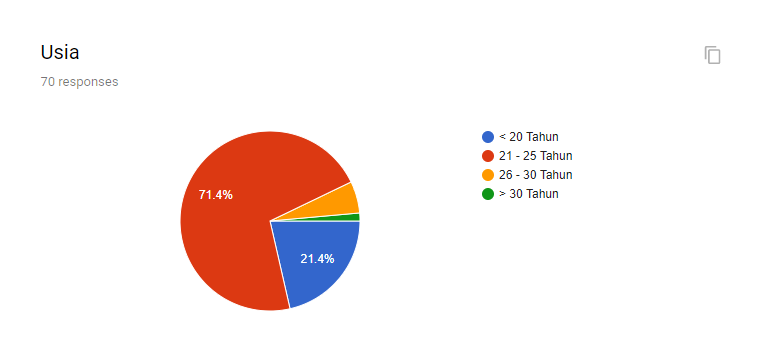 Usia
70 responses
< 20 Tahun
21 - 25 Tahun
26 - 30 Tahun
> 30 Tahun
71.4%
21.4%